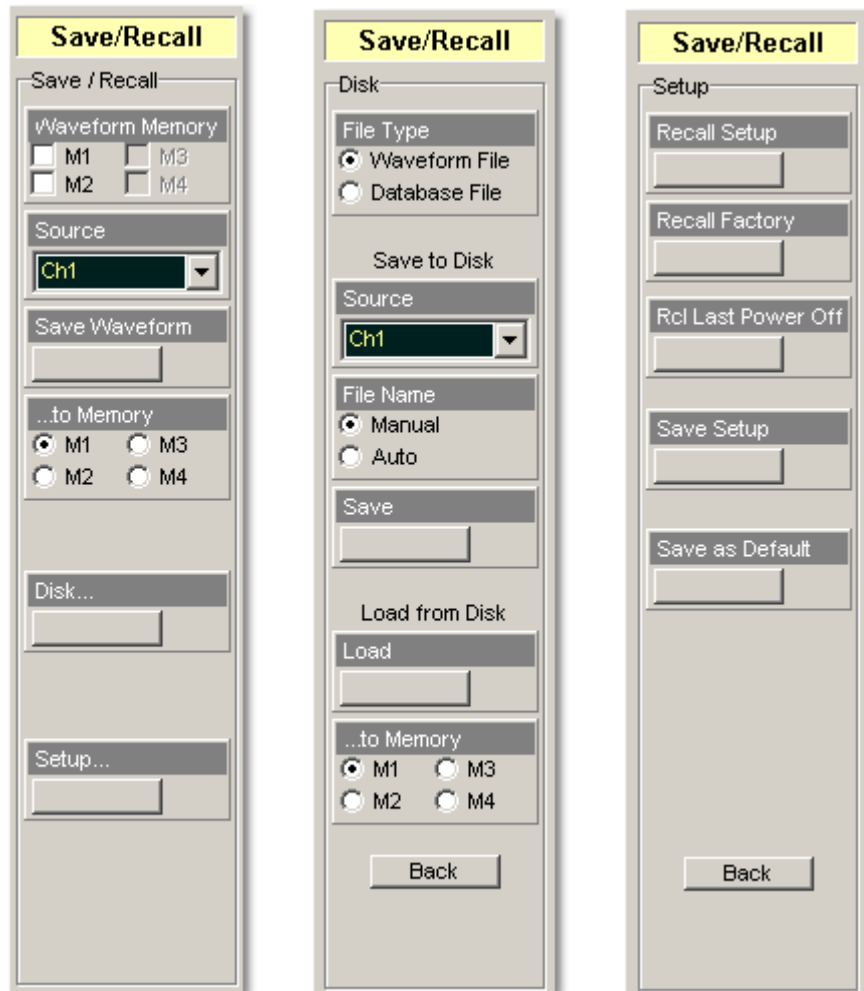 Save/Recall
Save / Recall
Waveform Memory
M1 M3
M2 M4
Source
Ch1
Save Waveform
...to Memory
M1 M3
M2 M4
Disk...
Setup...
Save/Recall
Disk
File Type
Waveform File
Database File
Save to Disk
Source
Ch1
File Name
Manual
Auto
Save
Load from Disk
Load
...to Memory
M1 M3
M2 M4
Back
Save/Recall
Setup
Recall Setup
Recall Factory
Rcl Last Power Off
Save Setup
Save as Default
Back